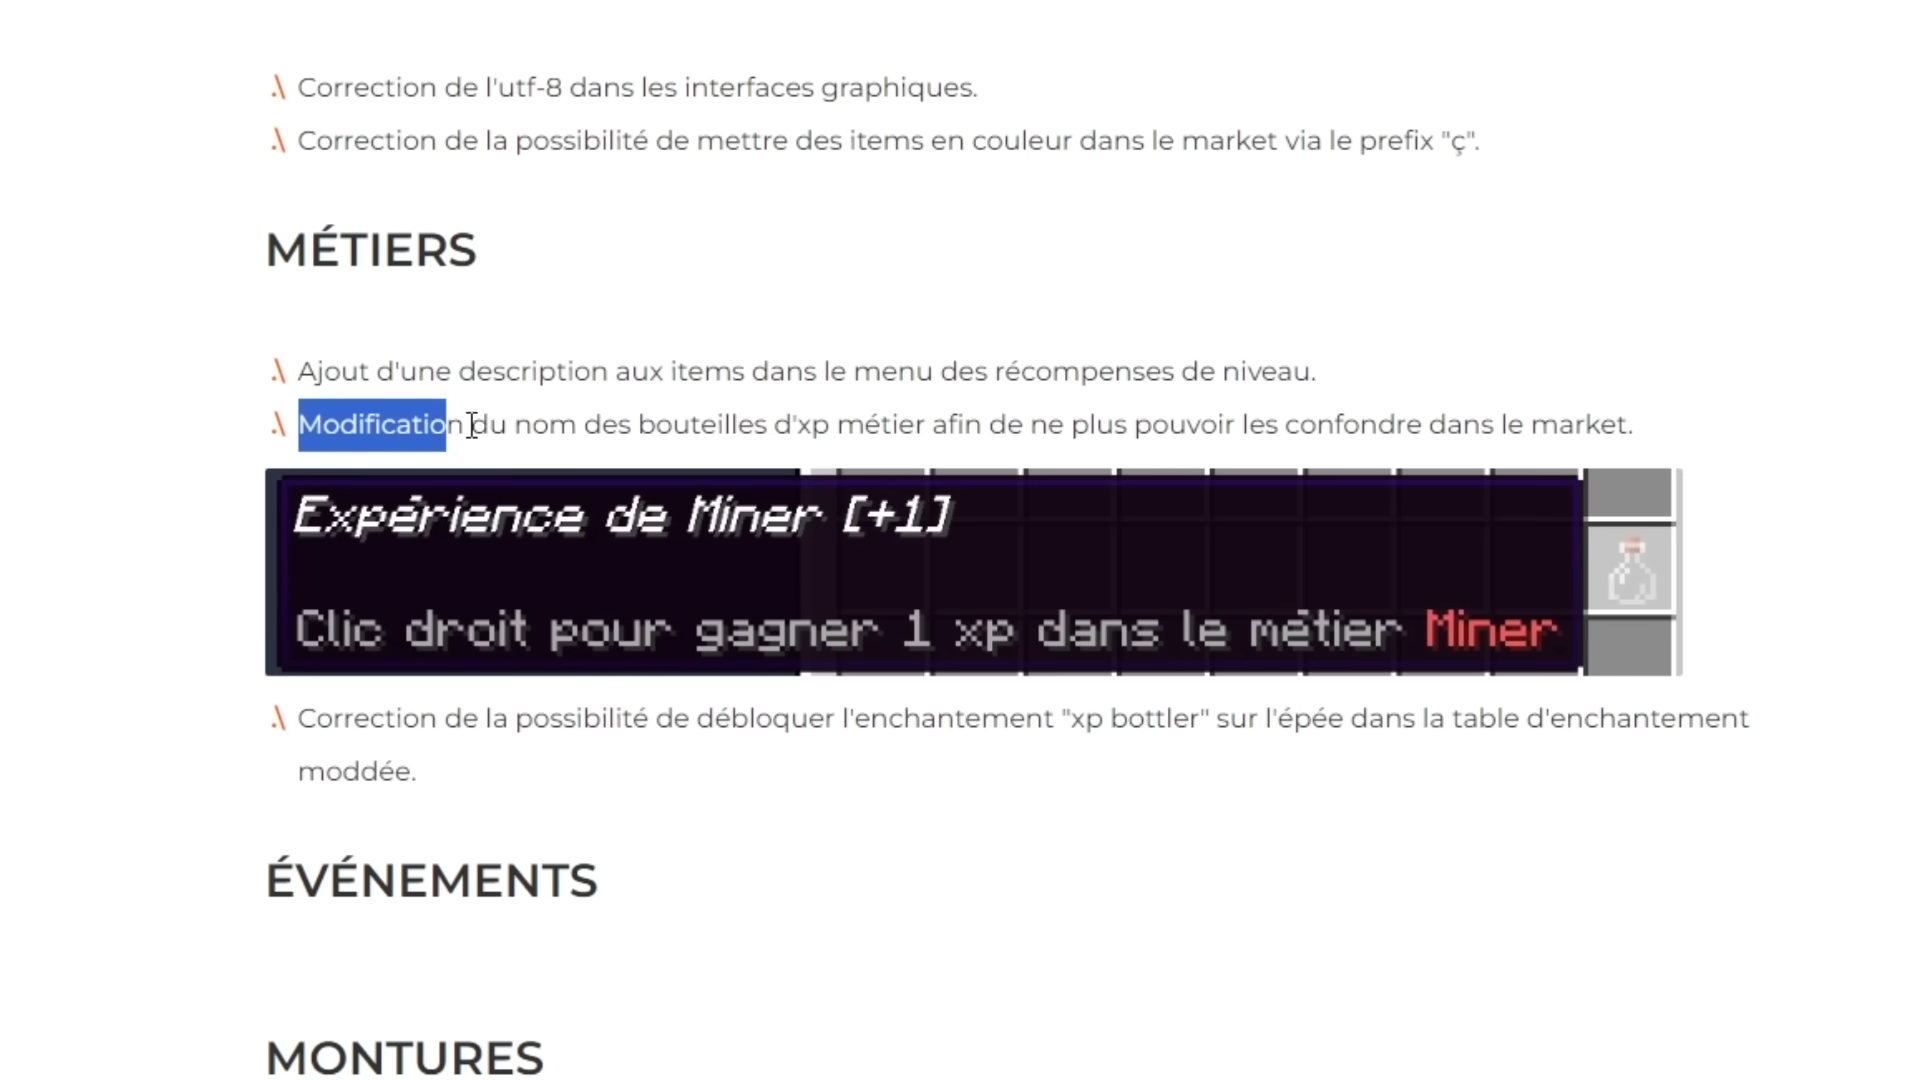 .\ Correction de l'utf-8 dans les interfaces graphiques.
.\ Correction de la possibilité de mettre des items en couleur dans le market via le prefix "ç".
MÉTIERS
.\ Ajout d'une description aux items dans le menu des récompenses de niveau.
.\ Modification du nom des bouteilles d'xp métier afin de ne plus pouvoir les confondre dans le market.
Expérience de Miner [+1]
Clic droit pour gagner 1 xp dans le métier Miner
.\ Correction de la possibilité de débloquer l'enchantement "xp bottler" sur l'épée dans la table d'enchantement
moddée.
ÉVÉNEMENTS
MONTURES